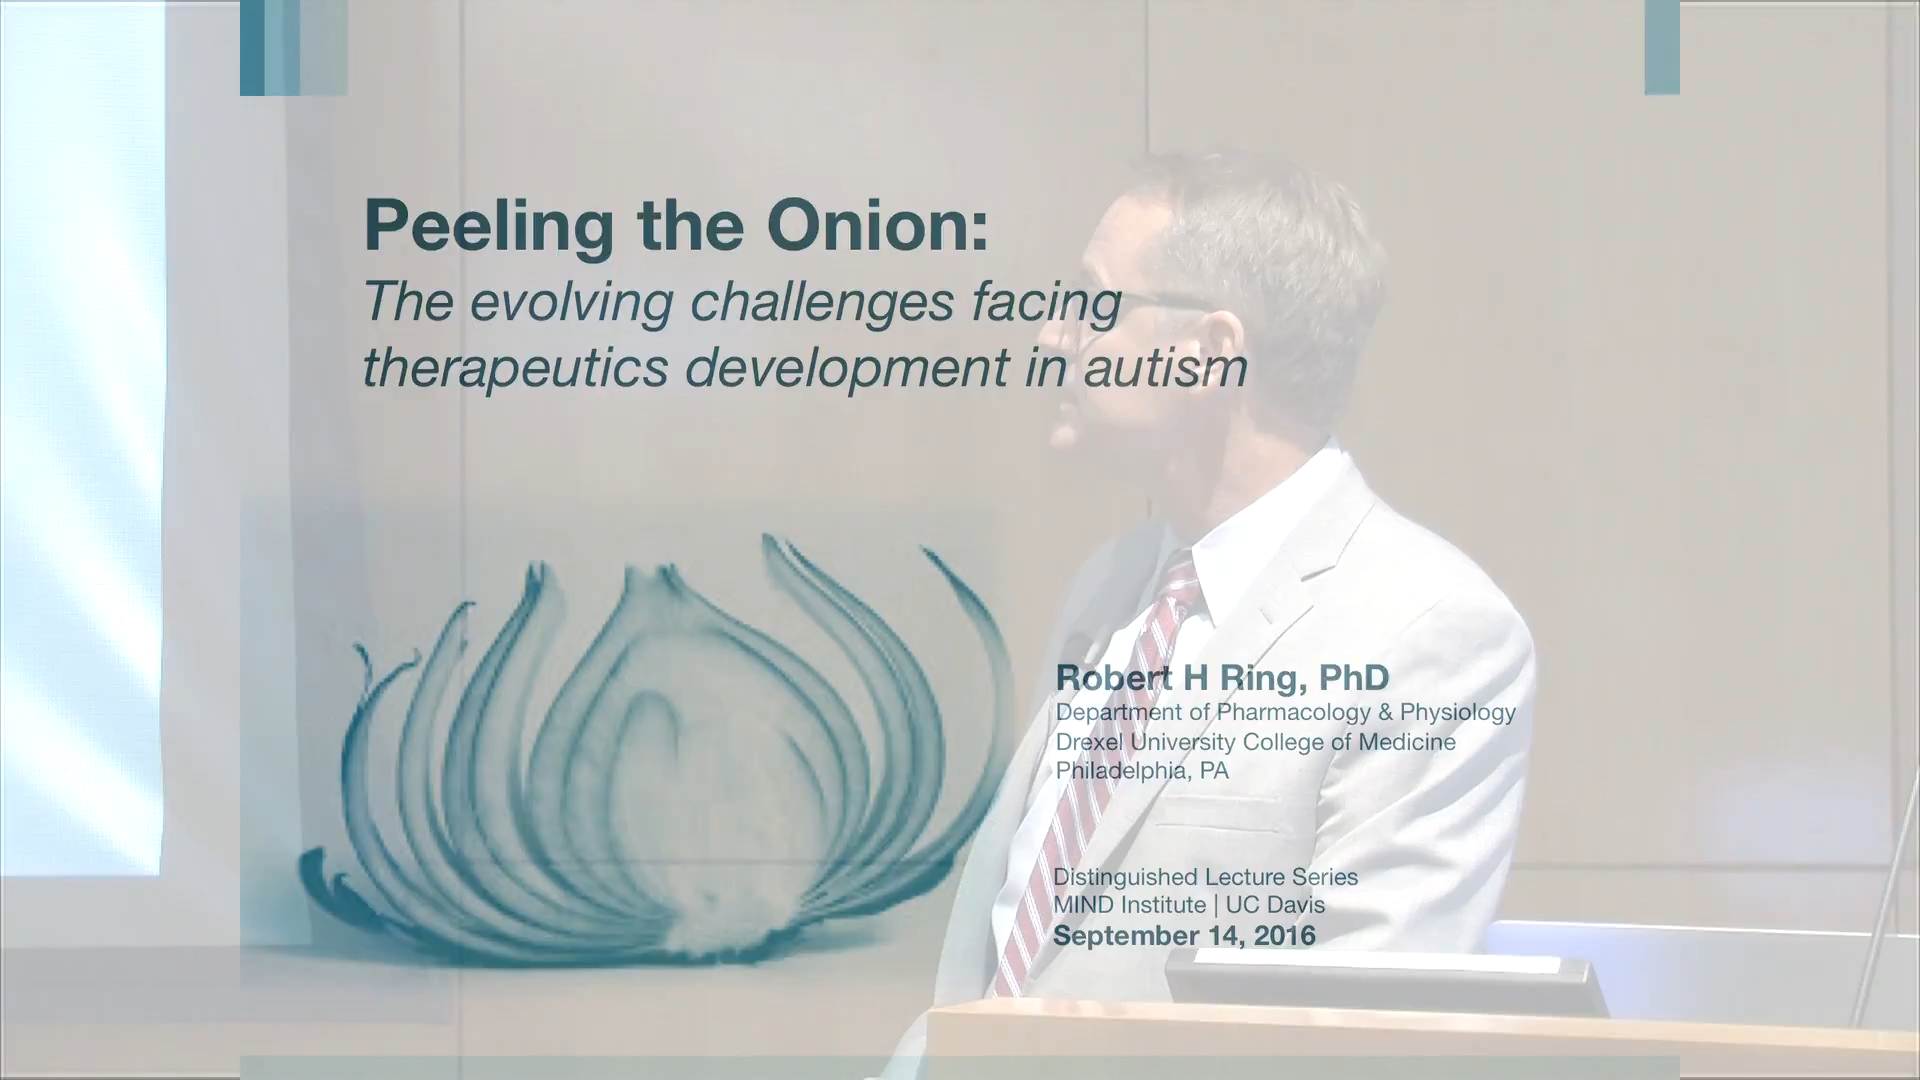 Peeling the Onion:
The evolving challenges facing
therapeutics development in autism
Robert H Ring, PhD
Department of Pharmacology & Physiology
Drexel University College of Medicine
Philadelphia, PA
Distinguished Lecture Series
MIND Institute | UC Davis
September 14, 2016